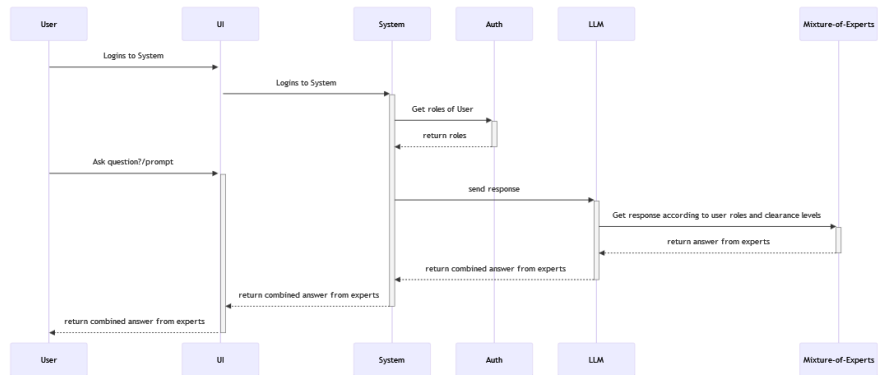 User UI System Auth LLM Mixture-of-Experts
Logins to System
Logins to System
Get roles of User
return roles
Ask question?/prompt
send response
Get response according to user roles and clearance levels
return answer from experts
return combined answer from experts
return combined answer from experts
return combined answer from experts
User UI System Auth LLM Mixture-of-Experts